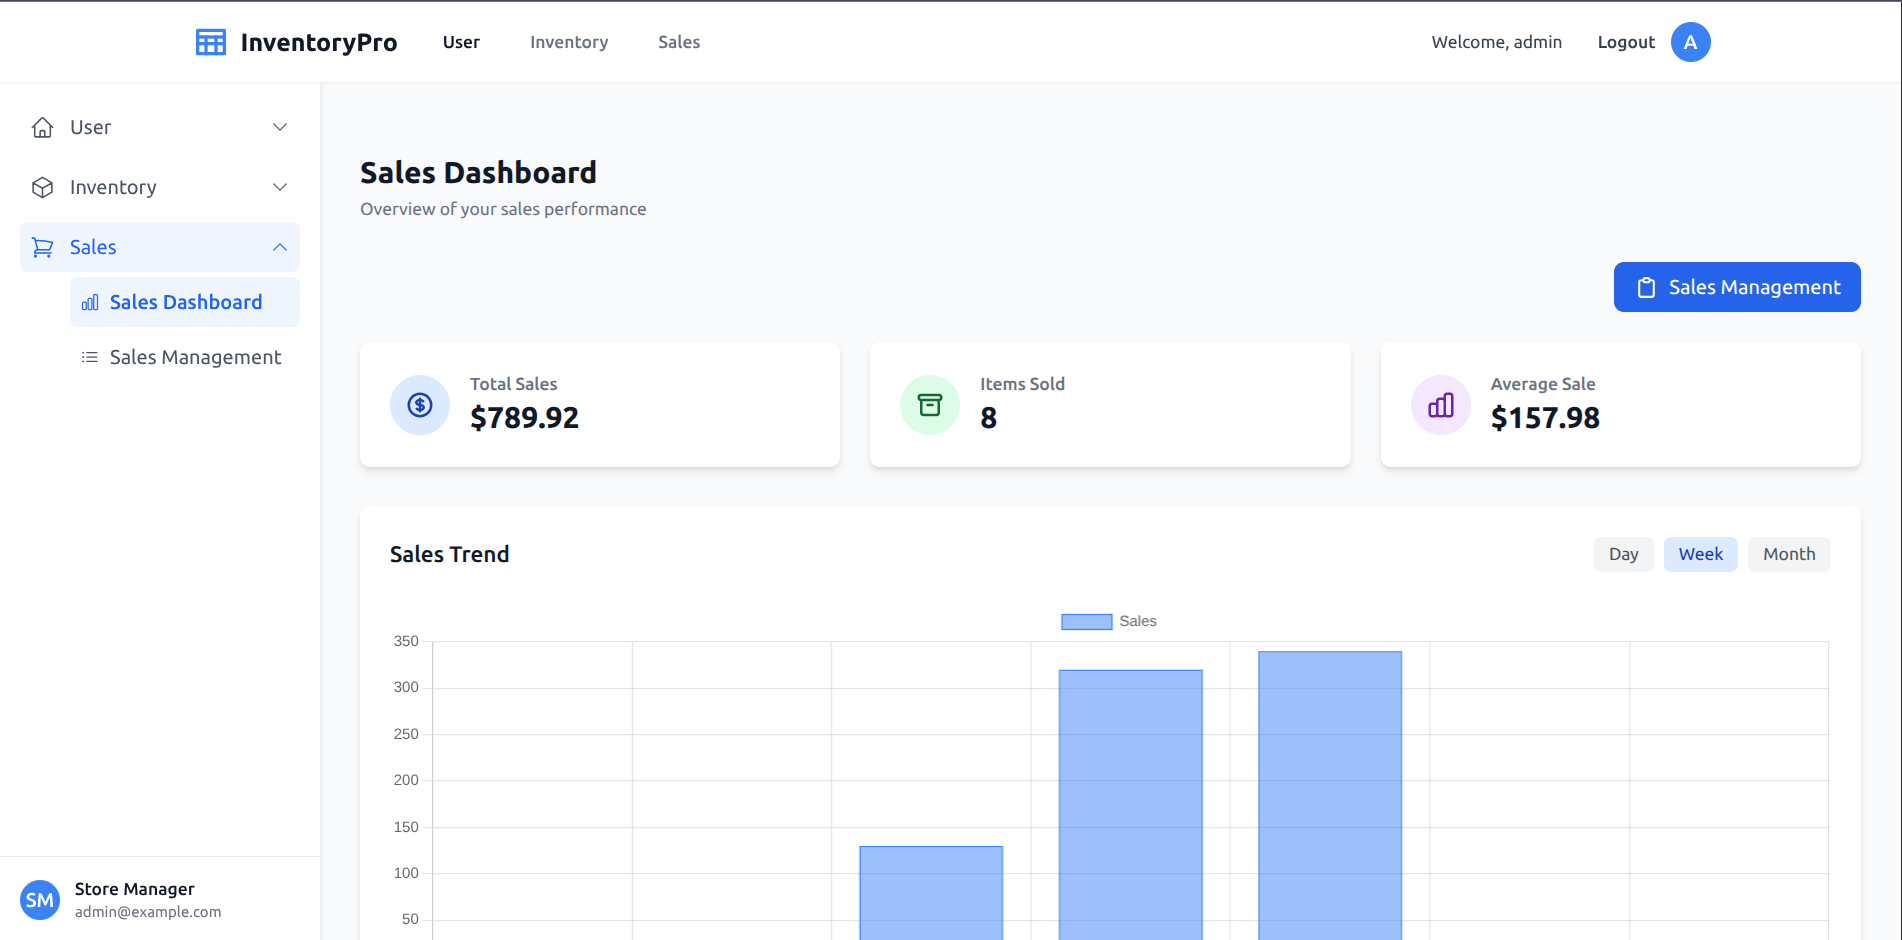 InventoryPro
User
Inventory
Sales
Welcome, admin
Logout
A
User
Inventory
Sales
Sales Dashboard
Sales Management
SM
Store Manager
admin@example.com
Sales Dashboard
Overview of your sales performance
Sales Management
Total Sales
$789.92
Items Sold
8
Average Sale
$157.98
Sales Trend
Day
Week
Month
Sales
350
300
250
200
150
100
50